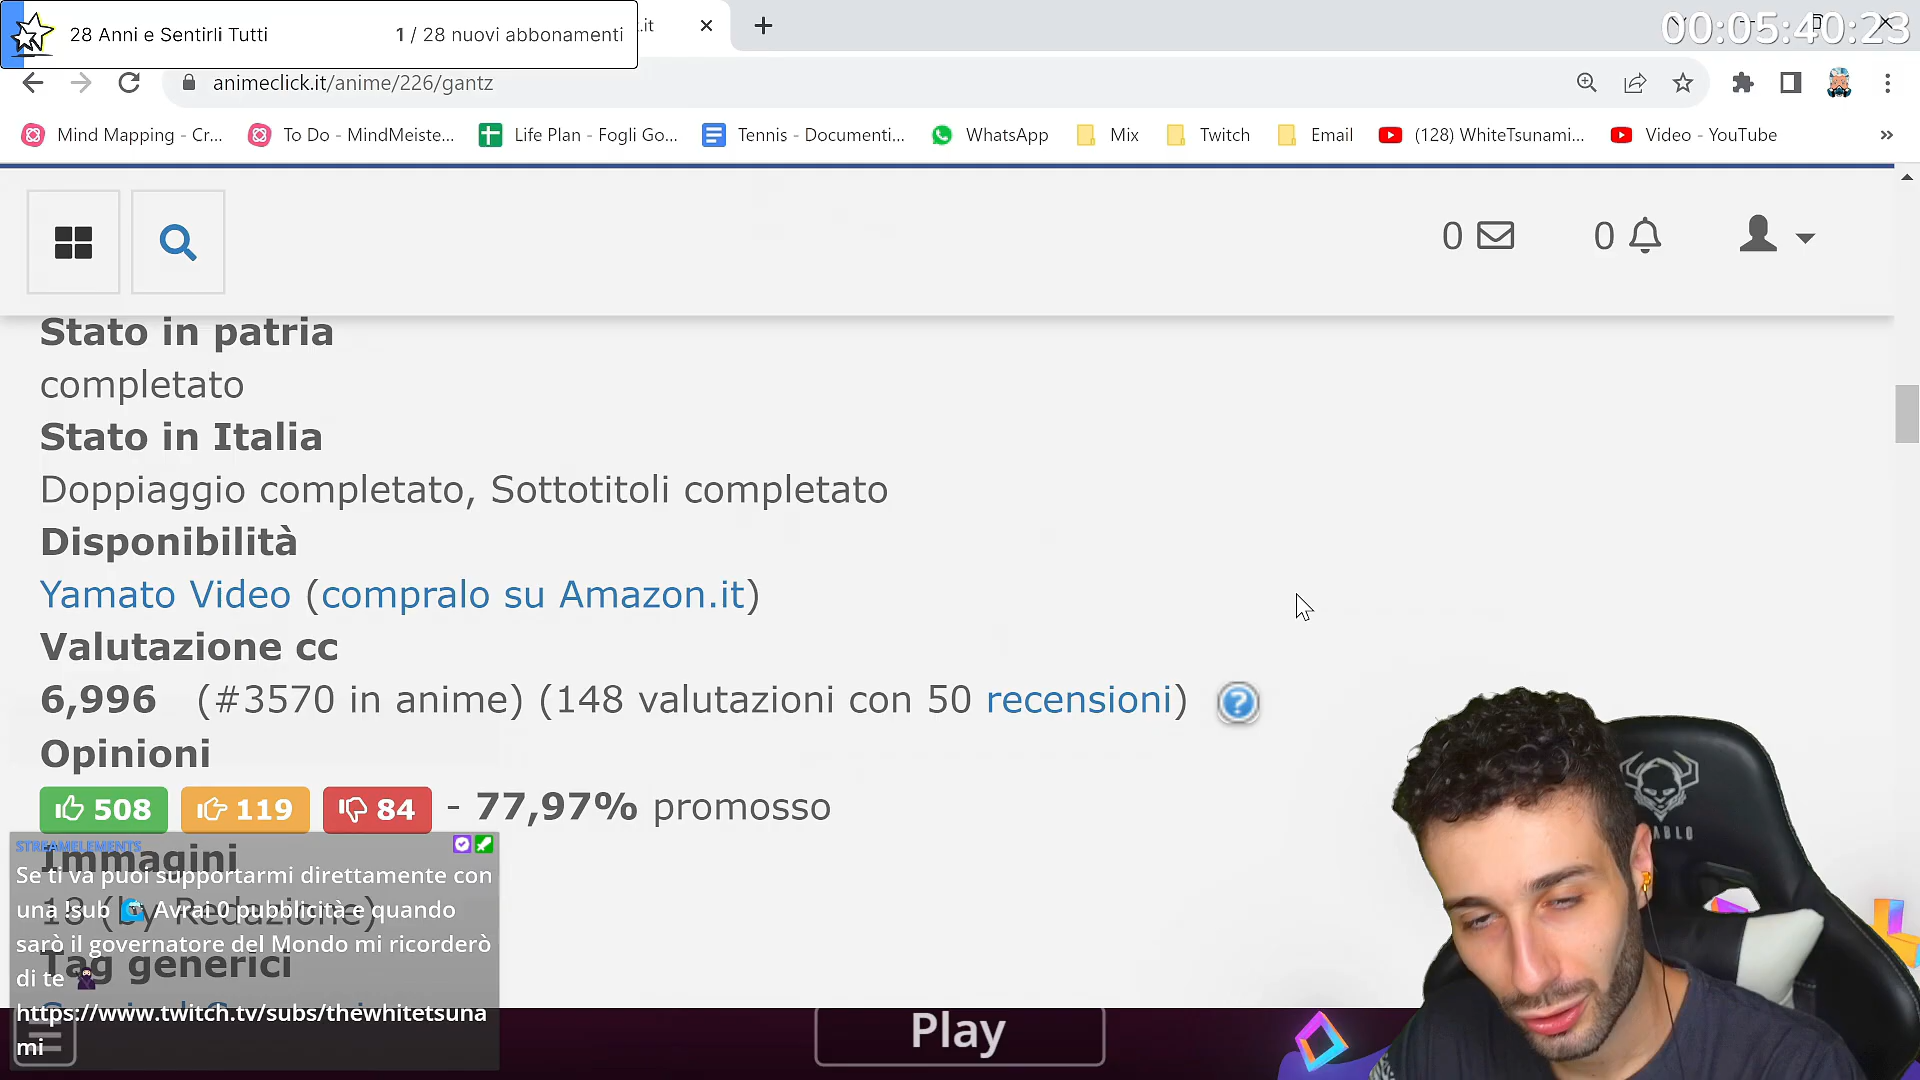 28 Anni e Sentirli Tutti
1 / 28 nuovi abbonamenti
.it
00:05:40:23
animeclick.it/anime/226/gantz
Mind Mapping - Cr...
To Do - MindMeiste...
Life Plan - Fogli Go...
Tennis - Documenti...
WhatsApp
Mix
Twitch
Email
(128) WhiteTsunami...
Video - YouTube
»
0
0
Stato in patria
completato
Stato in Italia
Doppiaggio completato, Sottotitoli completato
Disponibilità
Yamato Video (compralo su Amazon.it)
Valutazione cc
6,996 (#3570 in anime) (148 valutazioni con 50 recensioni)
Opinioni
508 119 84 - 77,97% promosso
Immagini
18 (by Redazione)
Tag generici
STREAMELEMENTS
Se ti va puoi supportarmi direttamente con
una !sub Avrai 0 pubblicità e quando
sarò il governatore del Mondo mi ricorderò
di te
https://www.twitch.tv/subs/thewhitetsuna
mi
Play